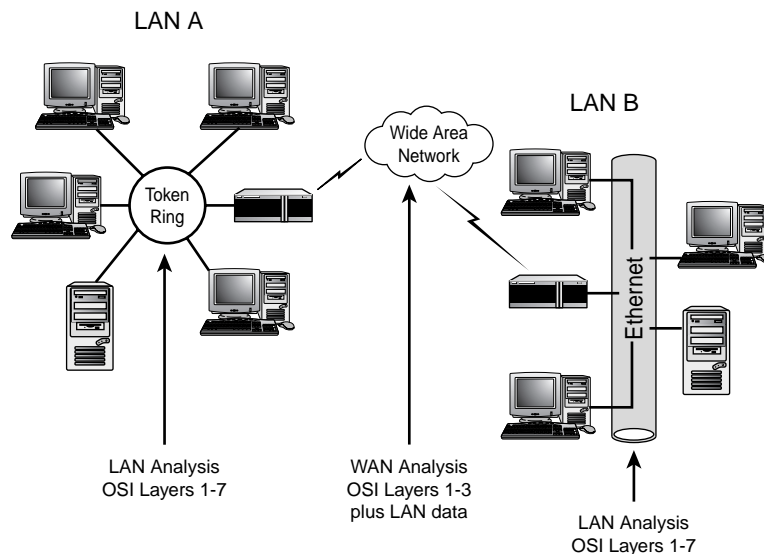 LAN A
LAN B
Wide Area
Network
Token
Ring
Ethernet
LAN Analysis
OSI Layers 1-7
WAN Analysis
OSI Layers 1-3
plus LAN data
LAN Analysis
OSI Layers 1-7